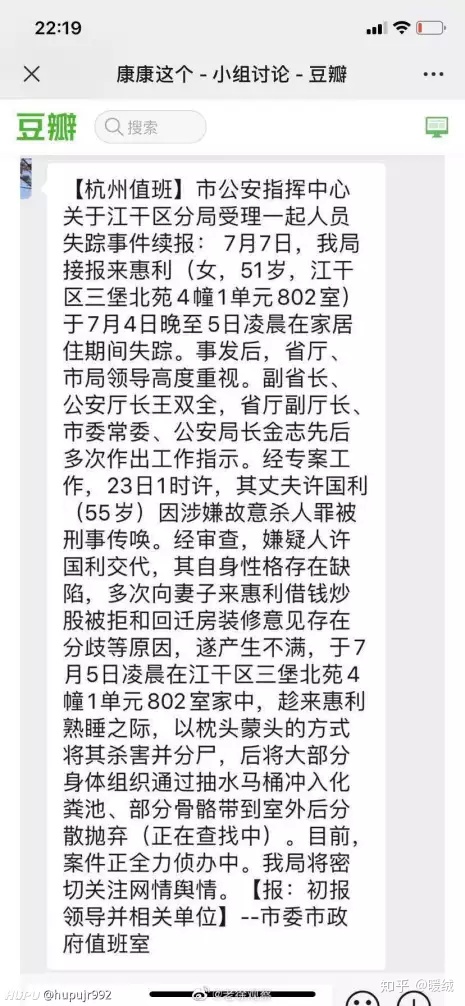 22:19
康康这个 - 小组讨论 - 豆瓣
豆瓣
搜索
【杭州值班】市公安指挥中心
关于江干区分局受理一起人员
失踪事件续报： 7月7日，我局
接报来惠利（女，51岁，江干
区三堡北苑4幢1单元802室）
于7月4日晚至5日凌晨在家居
住期间失踪。事发后，省厅、
市局领导高度重视。副省长、
公安厅长王双全，省厅副厅长、
市委常委、公安局长金志先后
多次作出工作指示。经专案工
作，23日1时许，其丈夫许国利
（55岁）因涉嫌故意杀人罪被
刑事传唤。经审查，嫌疑人许
国利交代，其自身性格存在缺
陷，多次向妻子来惠利借钱炒
股被拒和回迁房装修意见存在
分歧等原因，遂产生不满，于7
月5日凌晨在江干区三堡北苑4
幢1单元802室家中，趁来惠利
熟睡之际，以枕头蒙头的方式
将其杀害并分尸，后将大部分
身体组织通过抽水马桶冲入化
粪池、部分骨骼带到室外后分
散抛弃（正在查找中）。目前，
案件正全力侦办中。我局将密
切关注网情舆情。【报：初报
领导并相关单位】--市委市政
府值班室
HUPU @hupujr992
@老徐观察
知乎 @暖绒